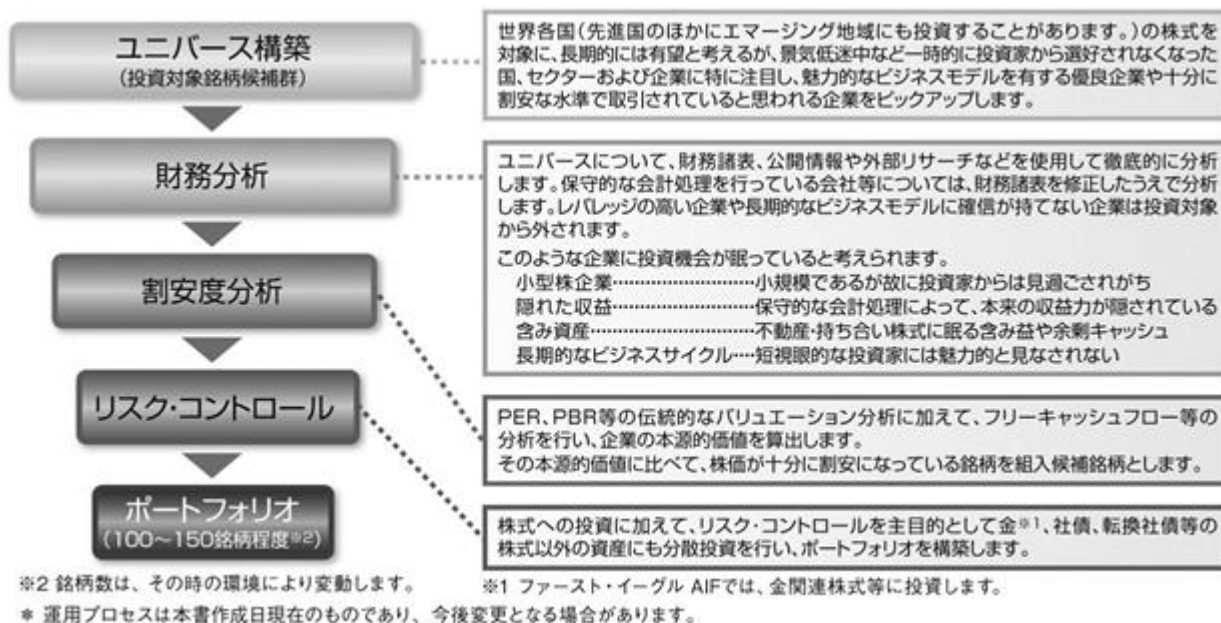 ユニバース構築
(投資対象銘柄候補群)
世界各国(先進国のほかにエマージング地域にも投資することがあります。)の株式を
対象に、長期的には有望と考えるが、景気低迷中など一時的に投資家から選好されなくなった
国、セクターおよび企業に特に注目し、魅力的なビジネスモデルを有する優良企業や十分に
割安な水準で取引されていると思われる企業をピックアップします。
財務分析
ユニバースについて、財務諸表、公開情報や外部リサーチなどを使用して徹底的に分析
します。保守的な会計処理を行っている会社等については、財務諸表を修正したうえで分析
します。レバレッジの高い企業や長期的なビジネスモデルに確信が持てない企業は投資対象
から外されます。
このような企業に投資機会が眠っていると考えられます。
小型株企業…………………………小規模であるが故に投資家からは見過ごされがち
隠れた収益…………………………保守的な会計処理によって、本来の収益力が隠されている
含み資産……………………………不動産・持ち合い株式に眠る含み益や余剰キャッシュ
長期的なビジネスサイクル……短視眼的な投資家には魅力的と見なされない
割安度分析
PER、PBR等の伝統的なバリュエーション分析に加えて、フリーキャッシュフロー等の
分析を行い、企業の本源的価値を算出します。
その本源的価値に比べて、株価が十分に割安になっている銘柄を組入候補銘柄とします。
リスク・コントロール
株式への投資に加えて、リスク・コントロールを主目的として金※1、社債、転換社債等の
株式以外の資産にも分散投資を行い、ポートフォリオを構築します。
ポートフォリオ
(100〜150銘柄程度※2)
※2 銘柄数は、その時の環境により変動します。
※1 ファースト・イーグル AIFでは、金関連株式等に投資します。
* 運用プロセスは本書作成日現在のものであり、今後変更となる場合があります。